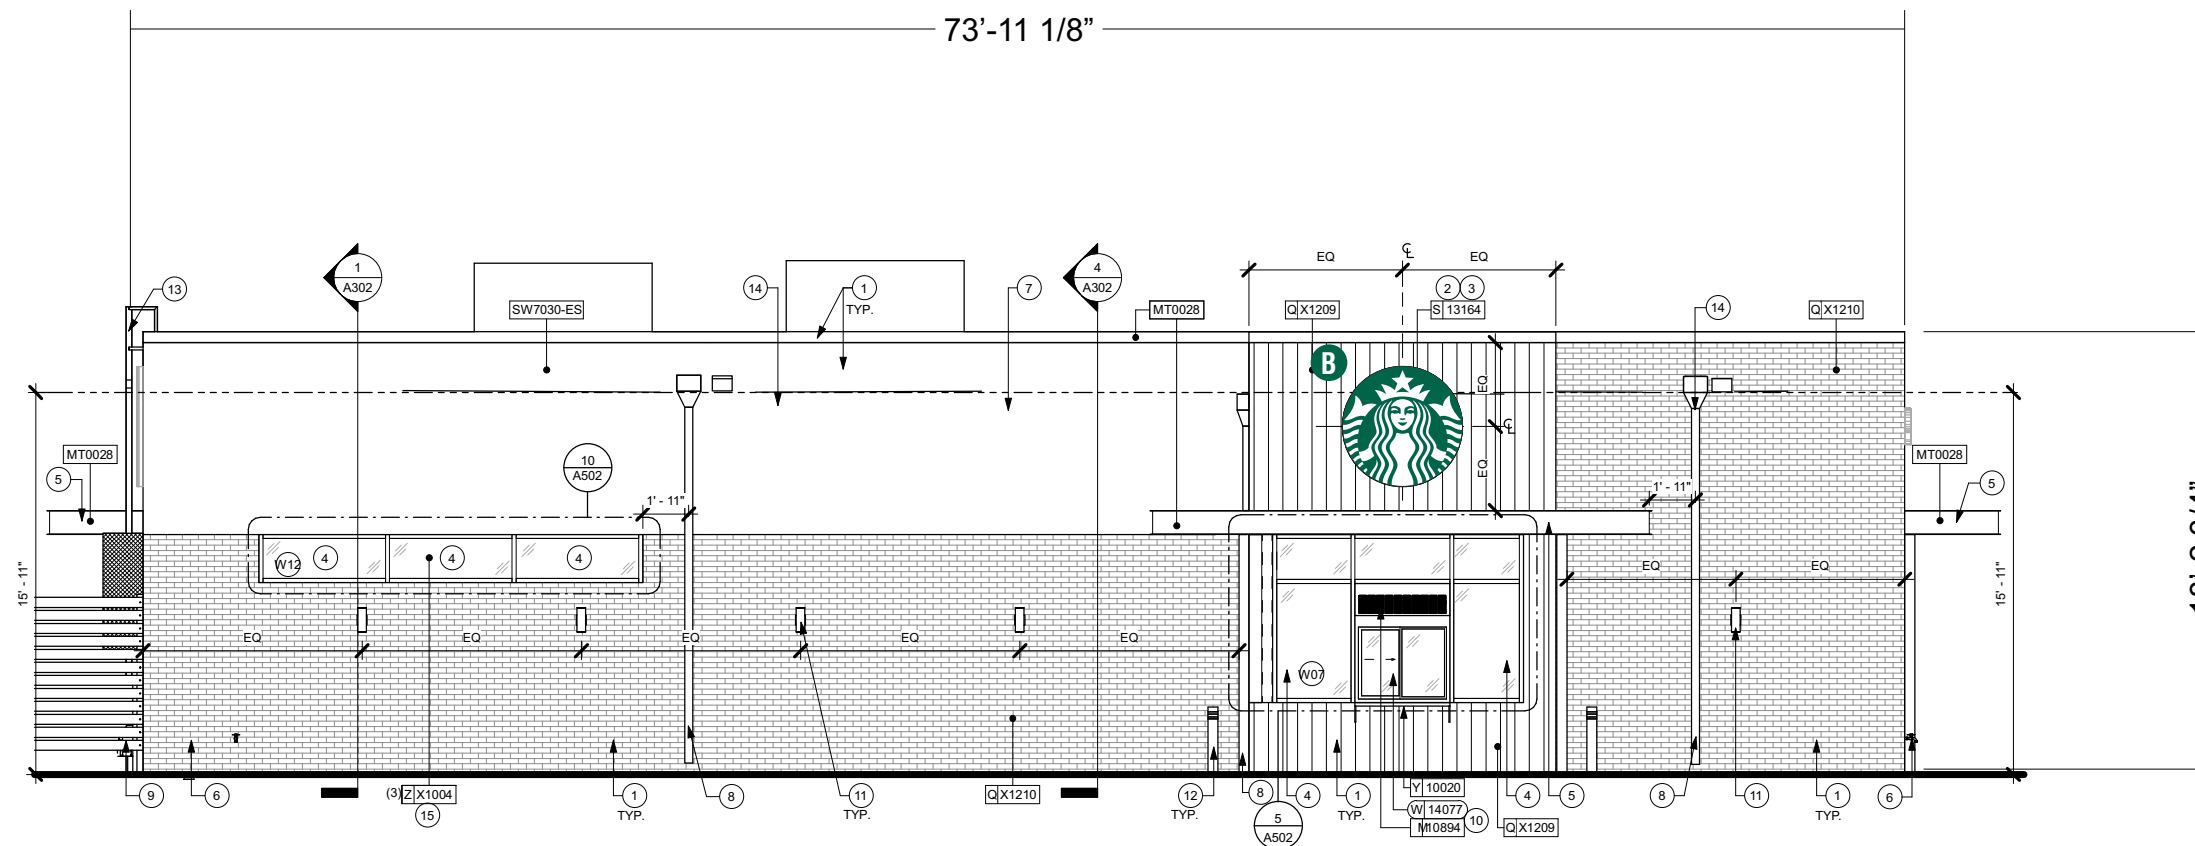 73’-11 1/8”
13
1
A302
14
1
TYP.
7
4
A302
EQ
EQ
CL
2
3
14
SW7030-ES
MT0028
Q X1209
S 13164
Q X1210
B
EQ
CL
EQ
MT0028
5
10
A502
1' - 11"
1' - 11"
MT0028
5
15' - 11"
W12
4
4
4
EQ
EQ
15' - 11"
EQ
EQ
EQ
EQ
EQ
W07
9
6
(3) Z X1004
15
1
TYP.
8
11
TYP.
Q X1210
12
TYP.
8
4
5
A502
1
TYP.
Y 10020
W 14077
M10894
10
Q X1209
4
5
8
11
1
TYP.
6